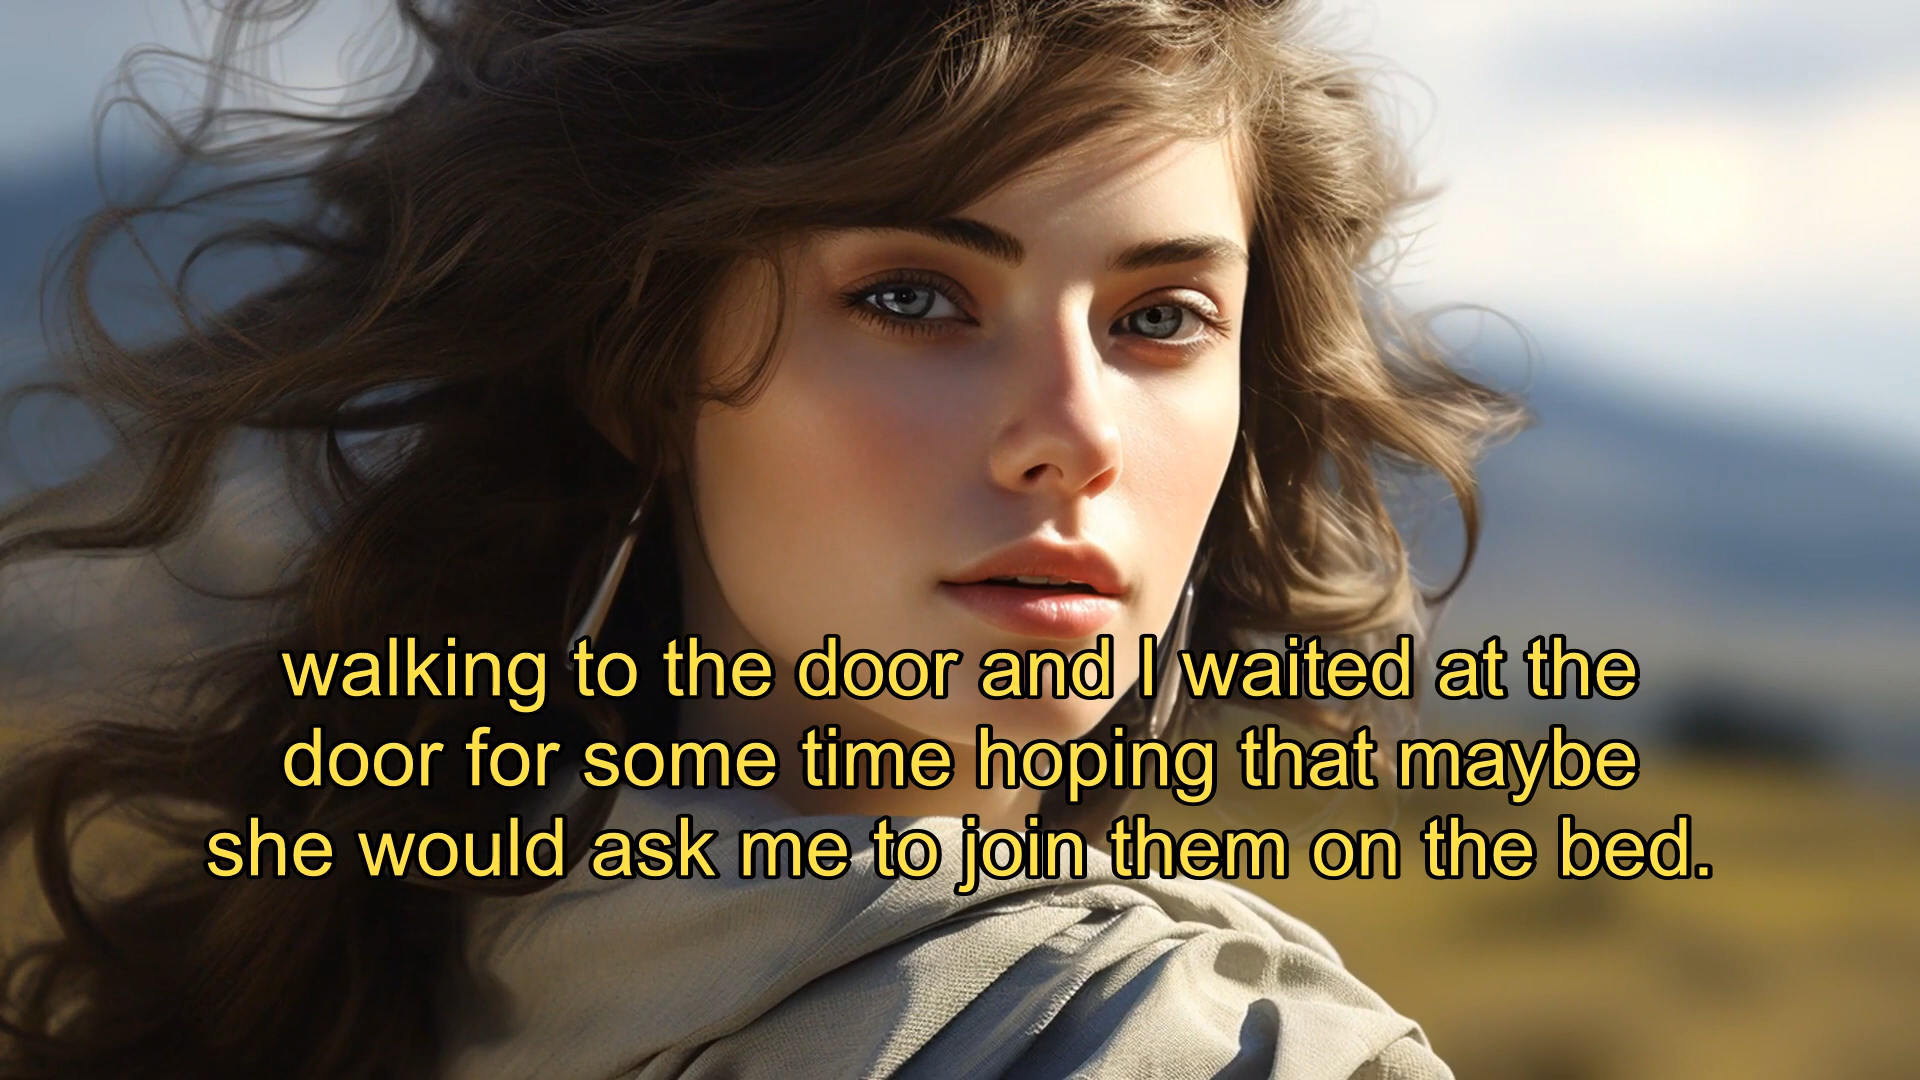 walking to the door and I waited at the
door for some time hoping that maybe
she would ask me to join them on the bed.